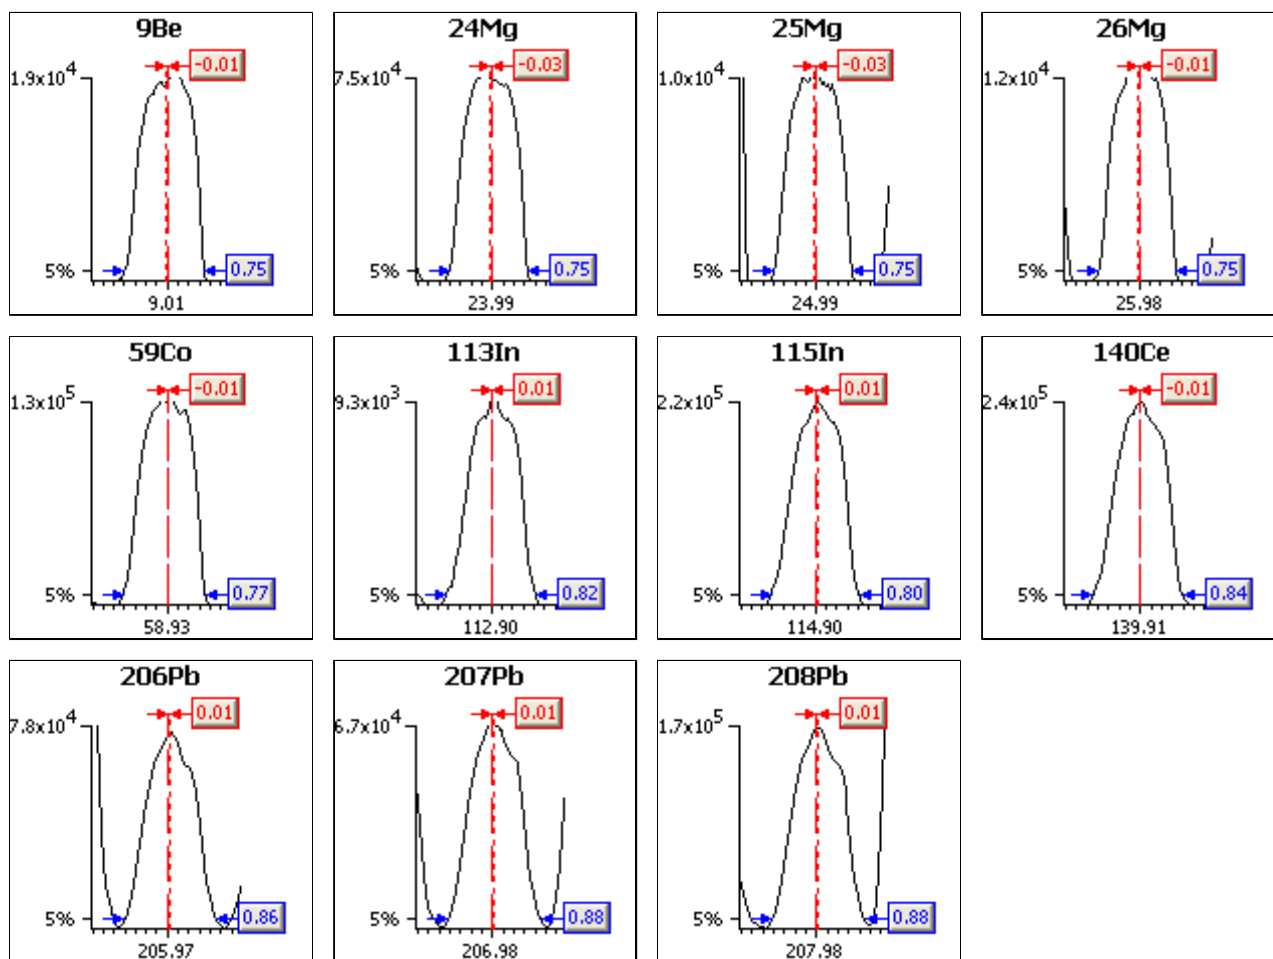 9Be
-0.01
1.9x10⁴
5%
0.75
9.01
24Mg
-0.03
7.5x10⁴
5%
0.75
23.99
25Mg
-0.03
1.0x10⁴
5%
0.75
24.99
26Mg
-0.01
1.2x10⁴
5%
0.75
25.98
59Co
-0.01
1.3x10⁵
5%
0.77
58.93
113In
0.01
9.3x10³
5%
0.82
112.90
115In
0.01
2.2x10⁵
5%
0.80
114.90
140Ce
-0.01
2.4x10⁵
5%
0.84
139.91
206Pb
0.01
7.8x10⁴
5%
0.86
205.97
207Pb
0.01
6.7x10⁴
5%
0.88
206.98
208Pb
0.01
1.7x10⁵
5%
0.88
207.98